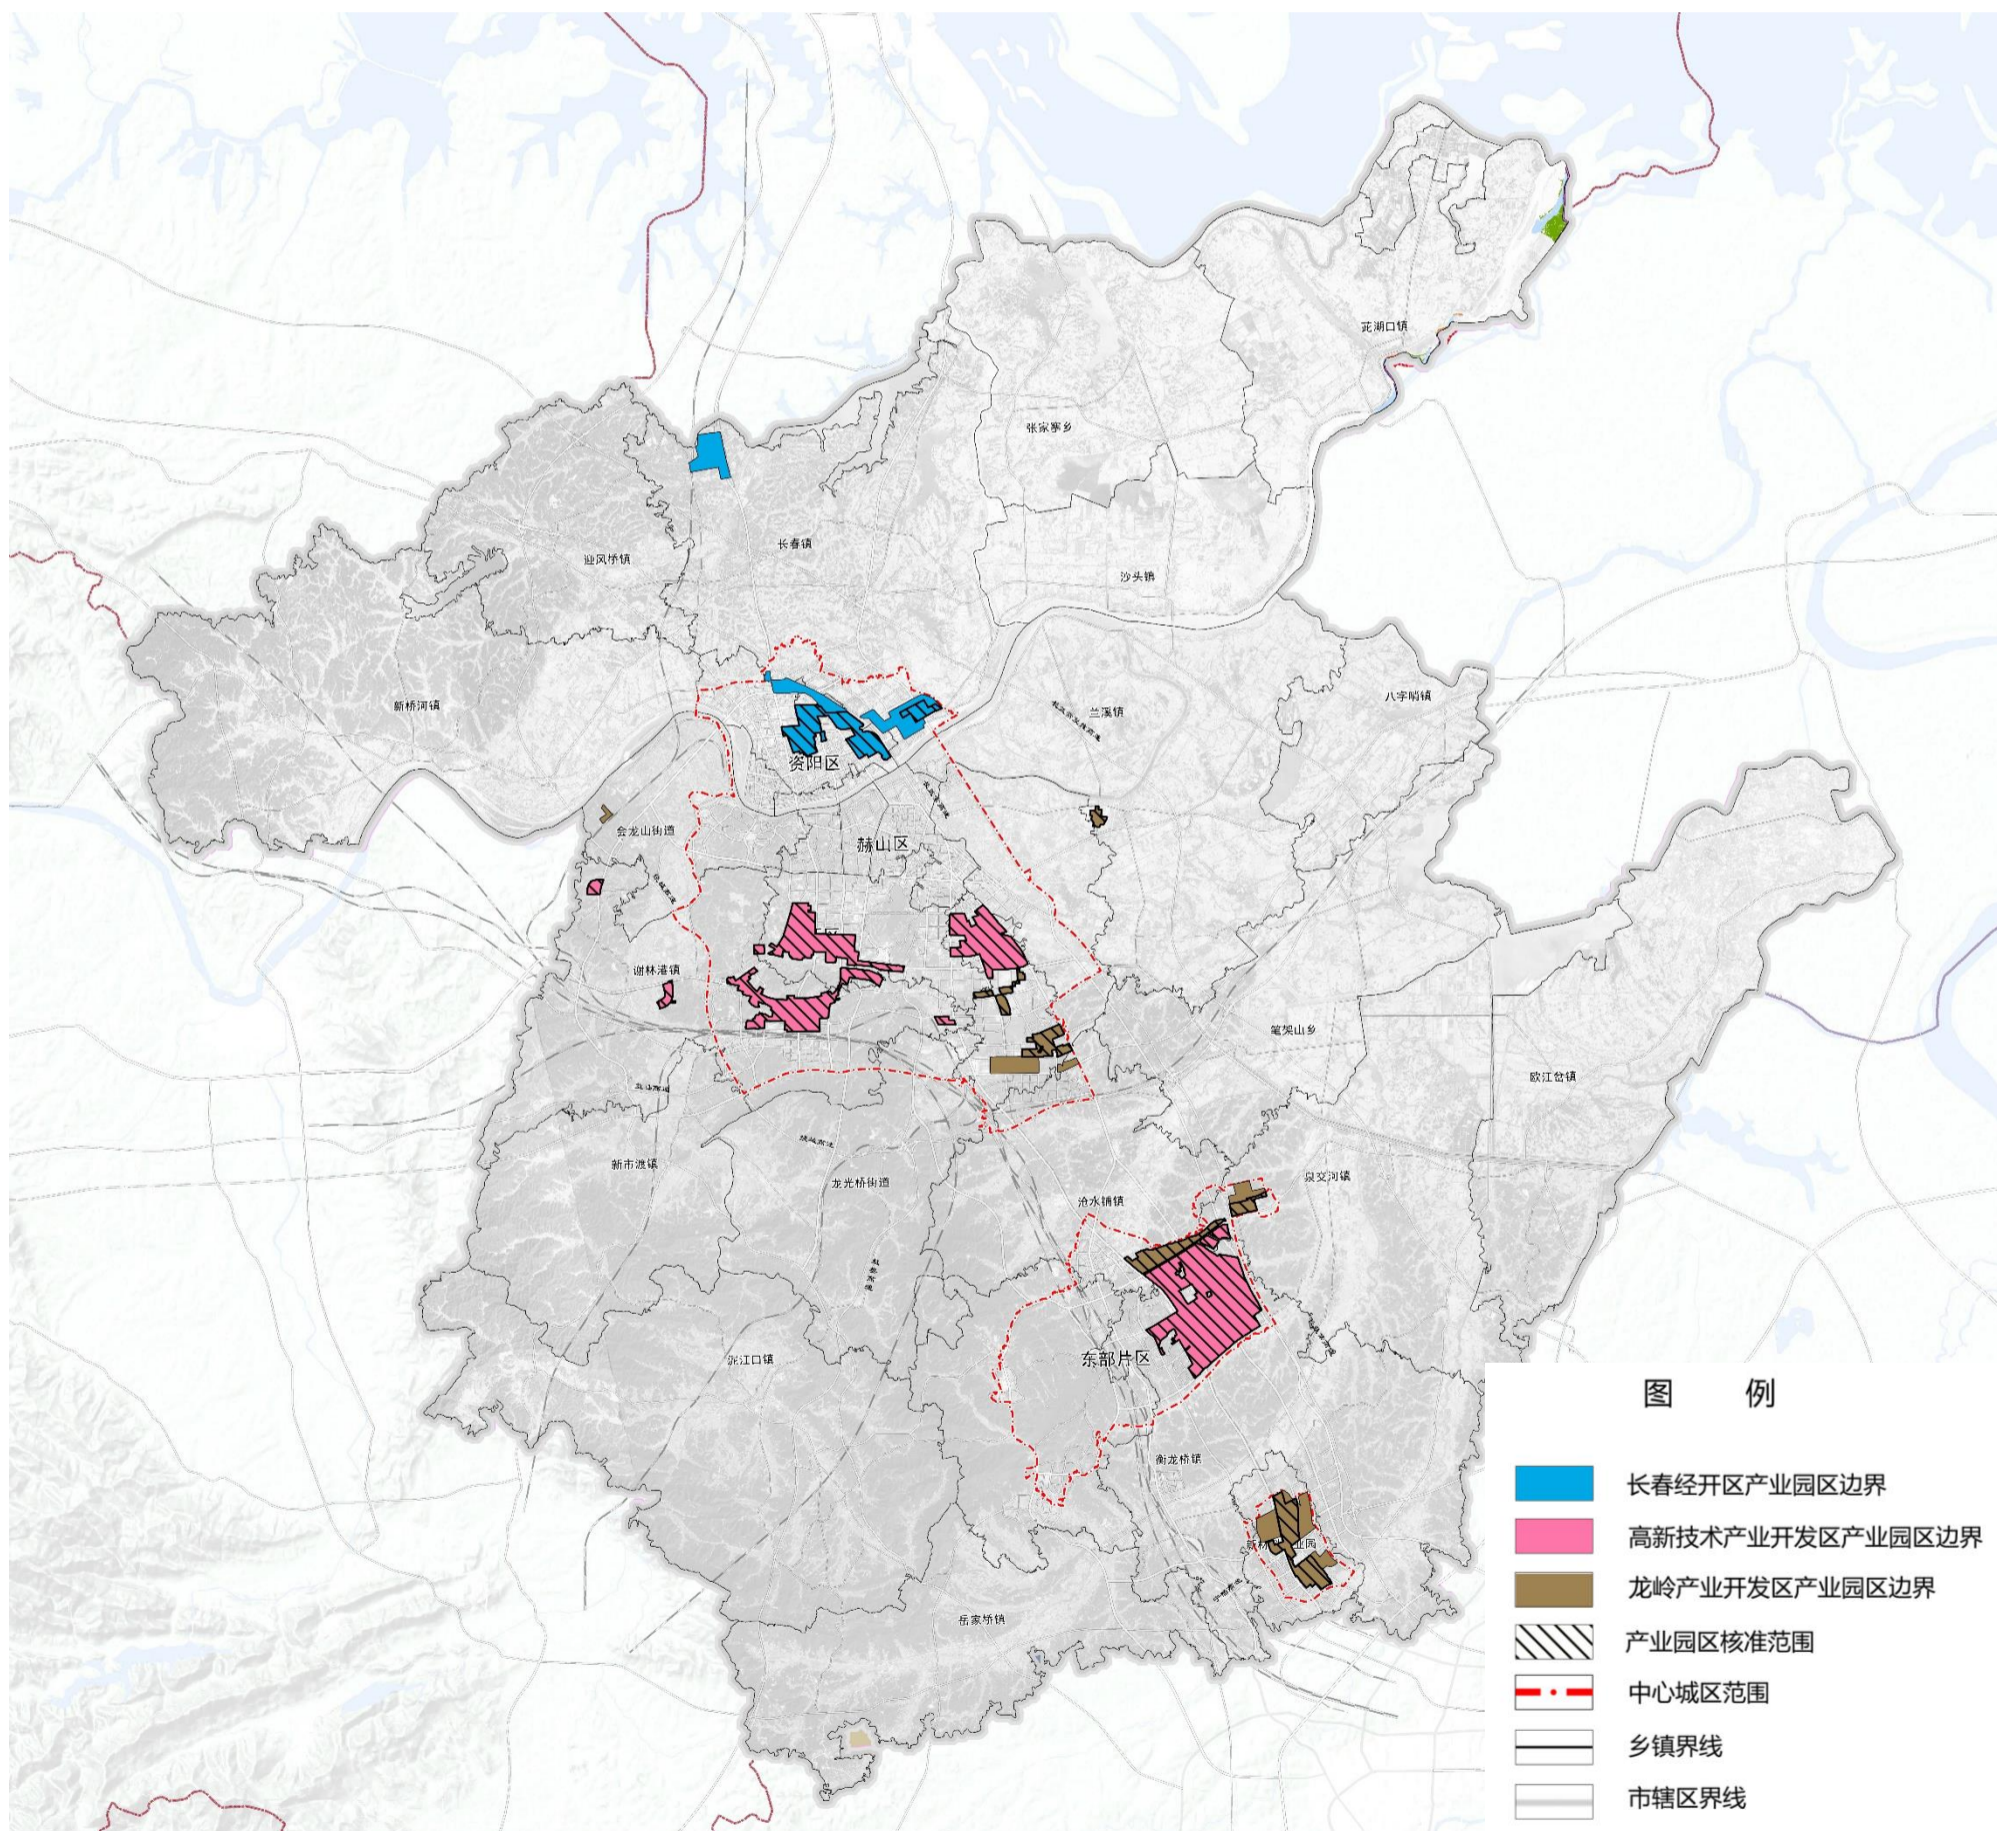 茈湖口镇
张家寨乡
长春镇
迎风桥镇
沙头镇
新桥河镇
八字哨镇
兰溪镇
资阳区
会龙山街道
赫山区
谢林港镇
笔架山乡
欧江岔镇
新市渡镇
龙光桥街道
泉交河镇
沧水铺镇
泥江口镇
东部片区
衡龙桥镇
岳家桥镇
图 例
长春经开区产业园区边界
高新技术产业开发区产业园区边界
龙岭产业开发区产业园区边界
产业园区核准范围
中心城区范围
乡镇界线
市辖区界线